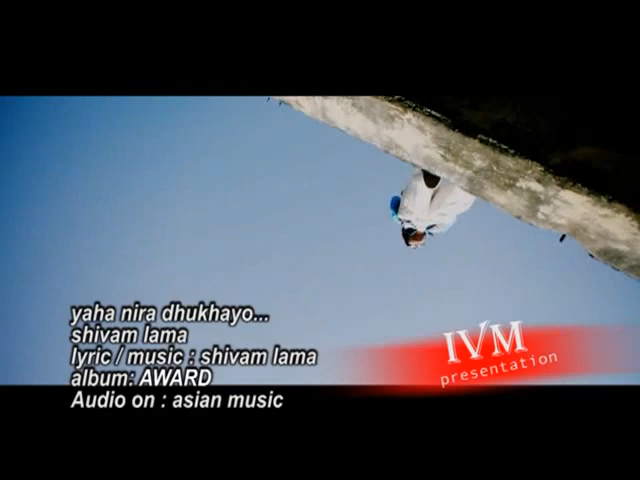 yaha nira dhukhayo...
shivam lama
lyric / music : shivam lama
album: AWARD
Audio on : asian music
IVM
presentation